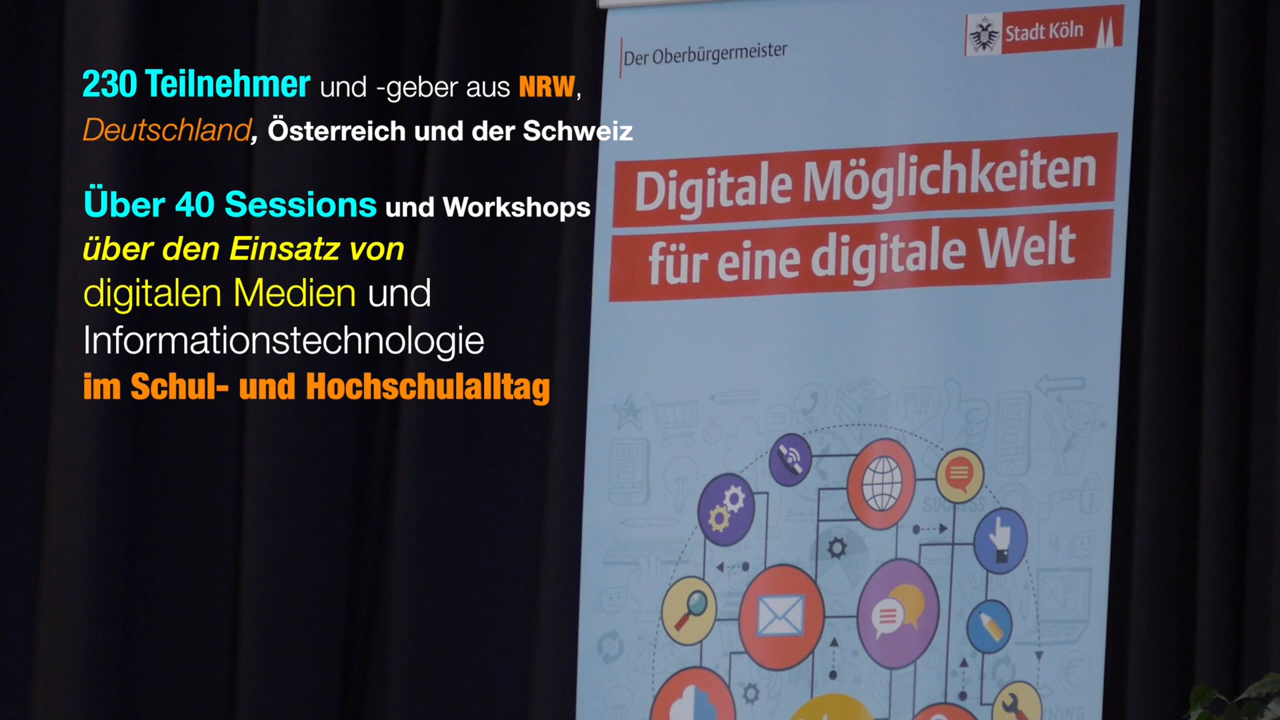 230 Teilnehmer und -geber aus NRW,
Deutschland, Österreich und der Schweiz
Über 40 Sessions und Workshops
über den Einsatz von
digitalen Medien und
Informationstechnologie
im Schul- und Hochschulalltag
Der Oberbürgermeister
Stadt Köln
Digitale Möglichkeiten
für eine digitale Welt
SUCCESS